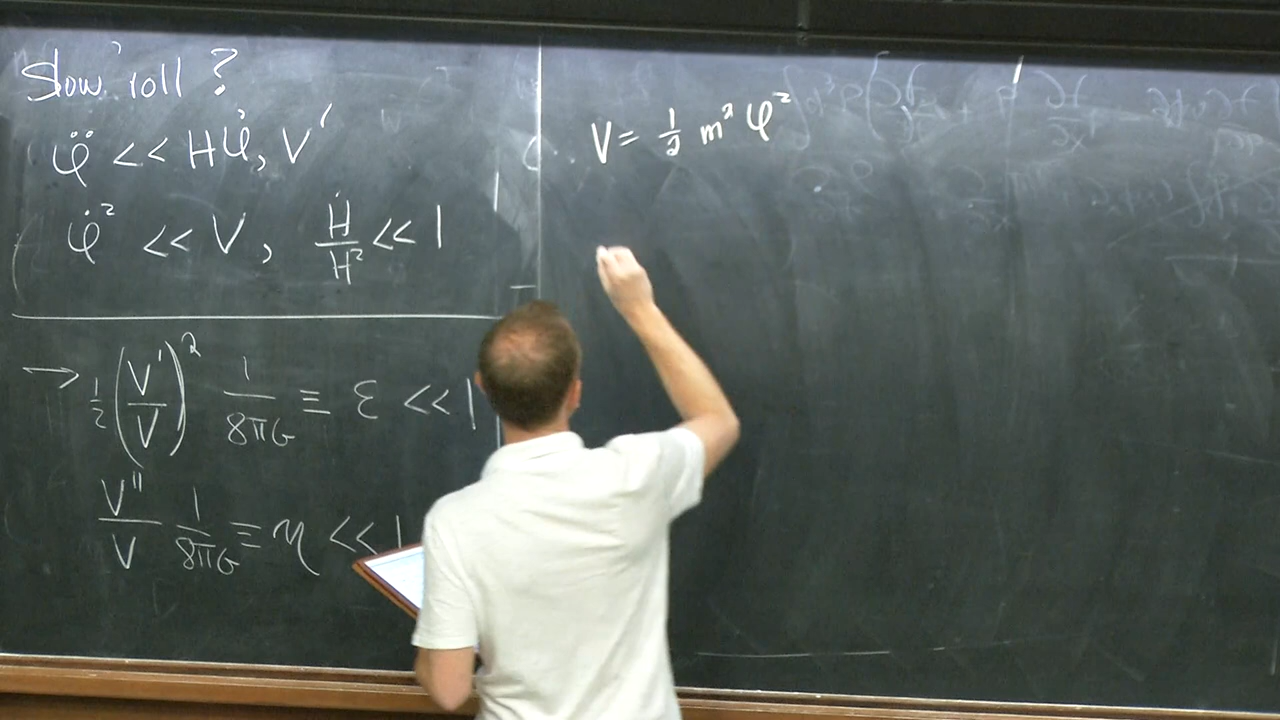 Slow roll ?
φ̈ << Hφ̇, V'
φ̇² << V, Ḣ/H² << 1
→ 1/2 (V'/V)² 1/8πG ≡ ε << 1
V''/V 1/8πG ≡ η << 1
V = 1/2 m² φ²